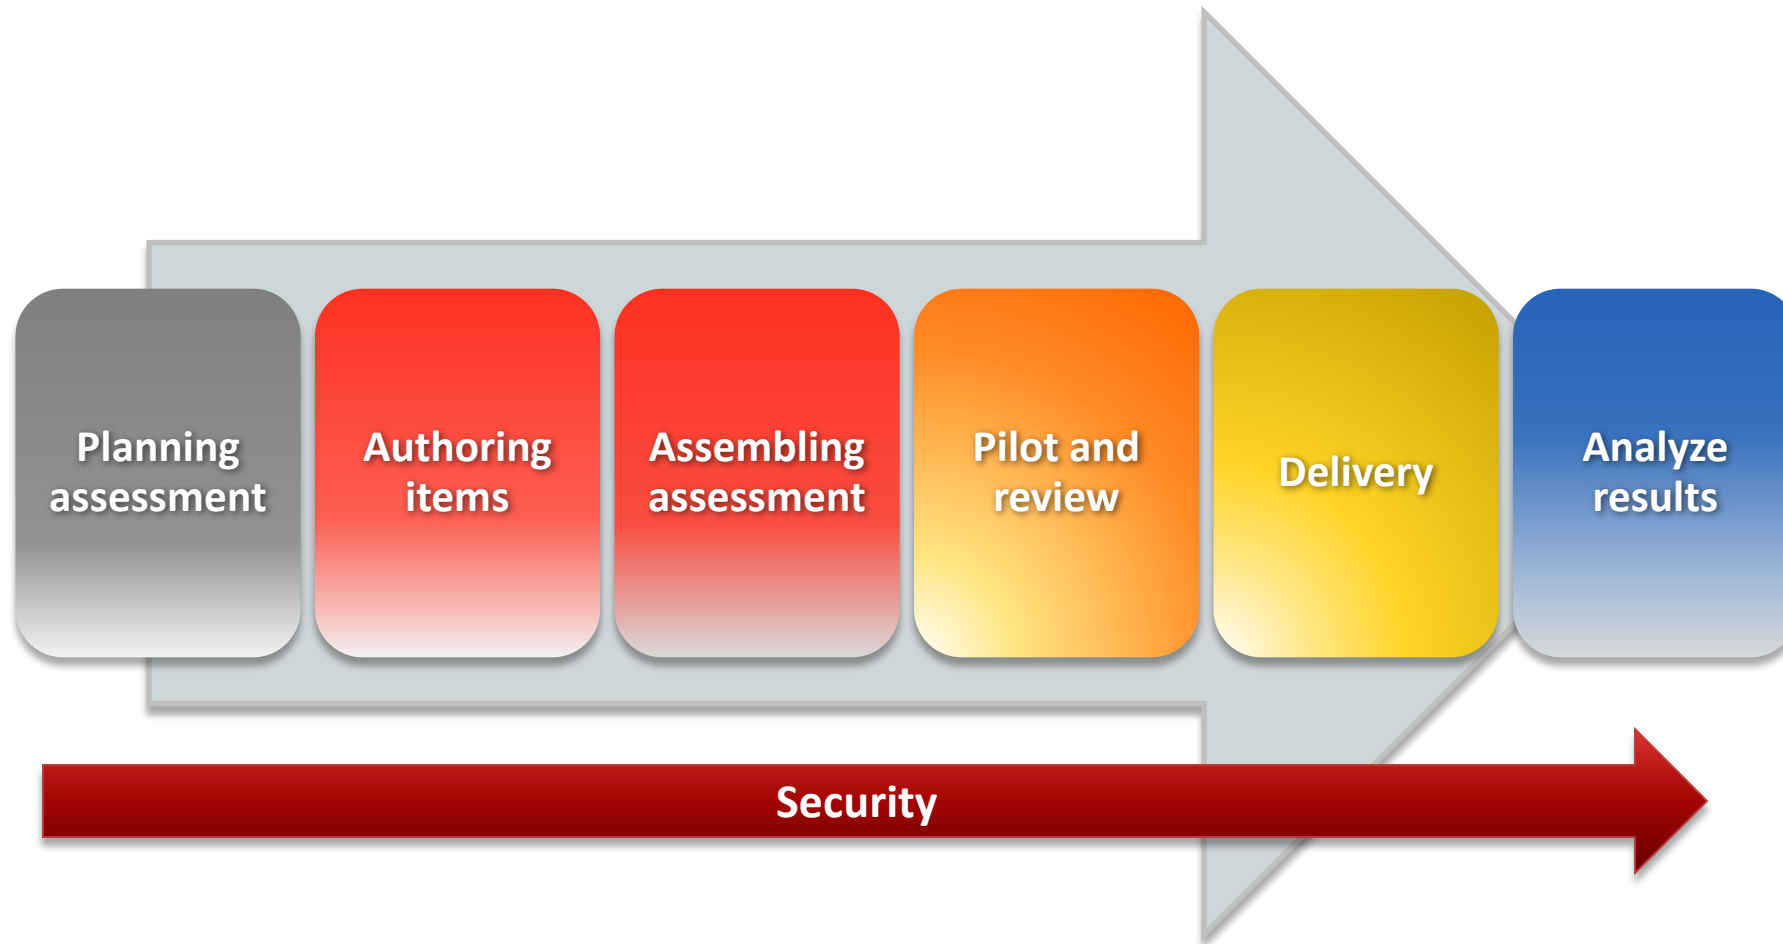 Planning
assessment
Authoring
items
Assembling
assessment
Pilot and
review
Delivery
Analyze
results
Security